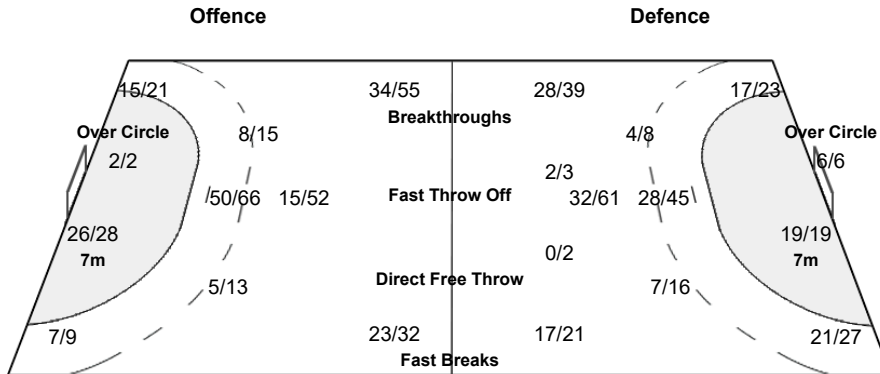 Offence Defence
15/21 34/55 28/39 17/23
Breakthroughs
Over Circle 8/15 4/8 Over Circle
2/2 2/3 6/6
50/66 15/52 Fast Throw Off 32/61 28/45
26/28 19/19
7m 0/2 7m
5/13 Direct Free Throw 7/16
7/9 23/32 17/21 21/27
Fast Breaks